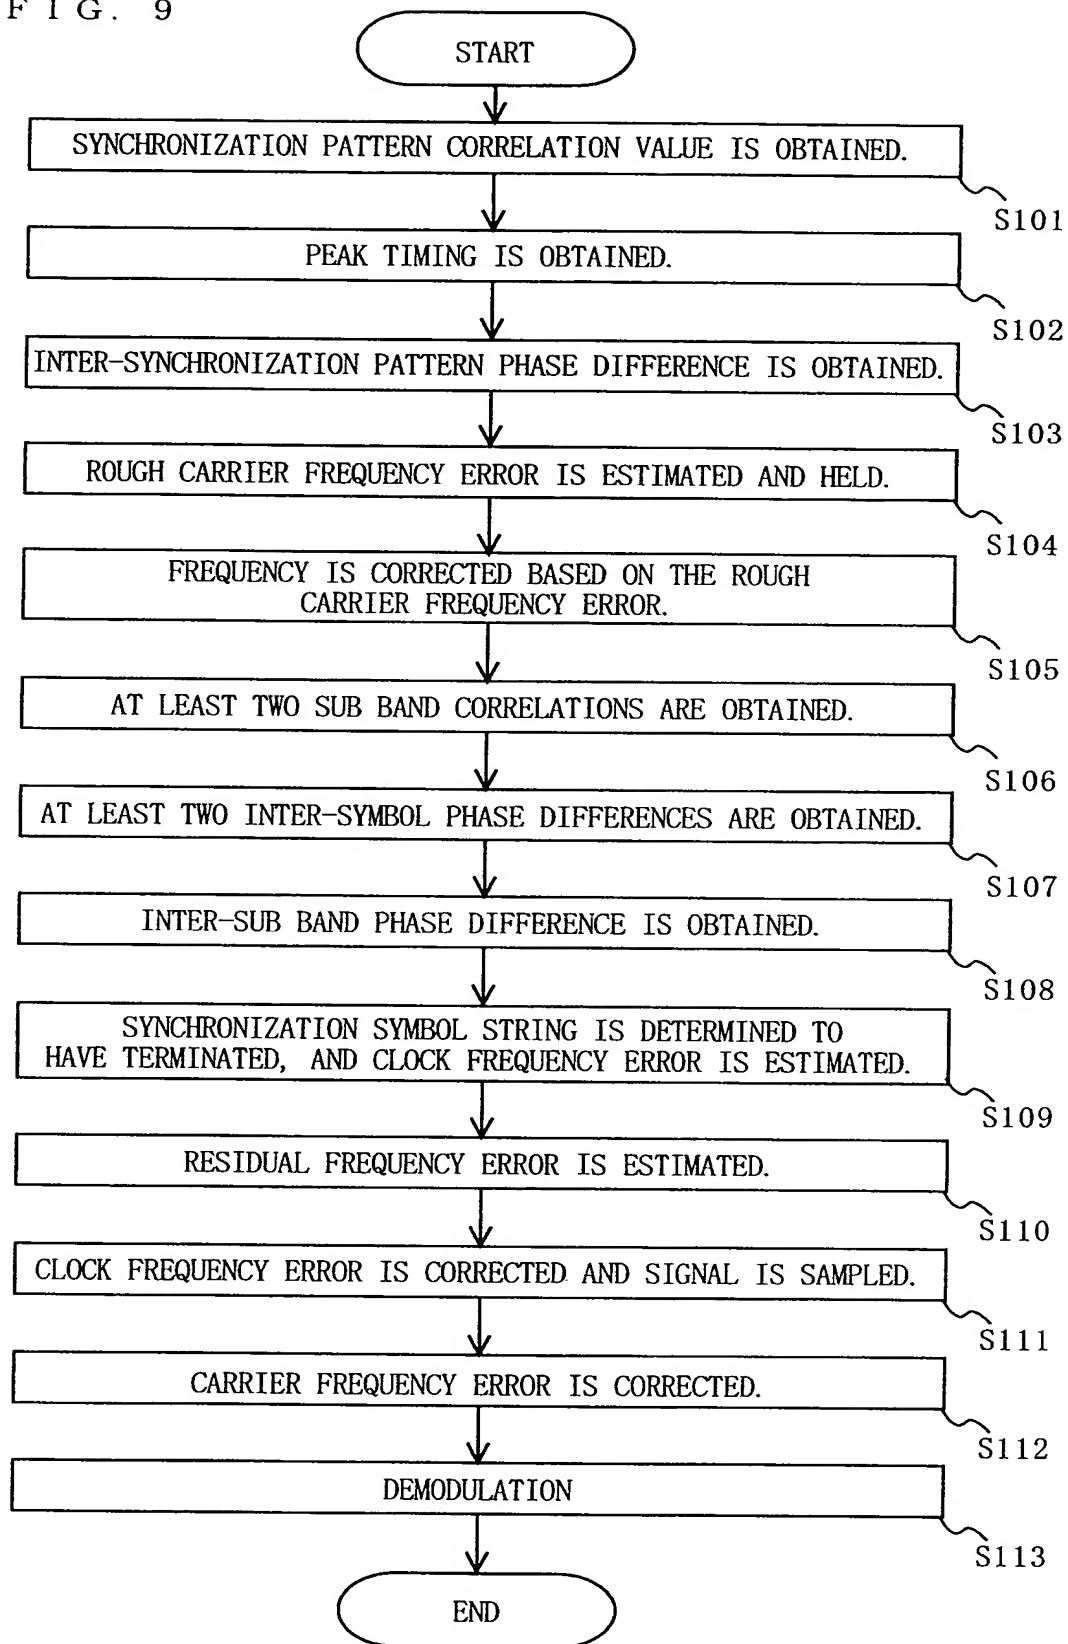 FIG. 9
START
SYNCHRONIZATION PATTERN CORRELATION VALUE IS OBTAINED.
S101
PEAK TIMING IS OBTAINED.
S102
INTER-SYNCHRONIZATION PATTERN PHASE DIFFERENCE IS OBTAINED.
S103
ROUGH CARRIER FREQUENCY ERROR IS ESTIMATED AND HELD.
S104
FREQUENCY IS CORRECTED BASED ON THE ROUGH
CARRIER FREQUENCY ERROR.
S105
AT LEAST TWO SUB BAND CORRELATIONS ARE OBTAINED.
S106
AT LEAST TWO INTER-SYMBOL PHASE DIFFERENCES ARE OBTAINED.
S107
INTER-SUB BAND PHASE DIFFERENCE IS OBTAINED.
S108
SYNCHRONIZATION SYMBOL STRING IS DETERMINED TO
HAVE TERMINATED, AND CLOCK FREQUENCY ERROR IS ESTIMATED.
S109
RESIDUAL FREQUENCY ERROR IS ESTIMATED.
S110
CLOCK FREQUENCY ERROR IS CORRECTED AND SIGNAL IS SAMPLED.
S111
CARRIER FREQUENCY ERROR IS CORRECTED.
S112
DEMODULATION
S113
END